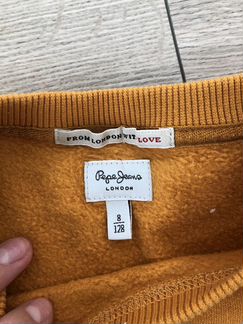 FROM LONDON WITH LOVE
Pepe Jeans
LONDON
8
128